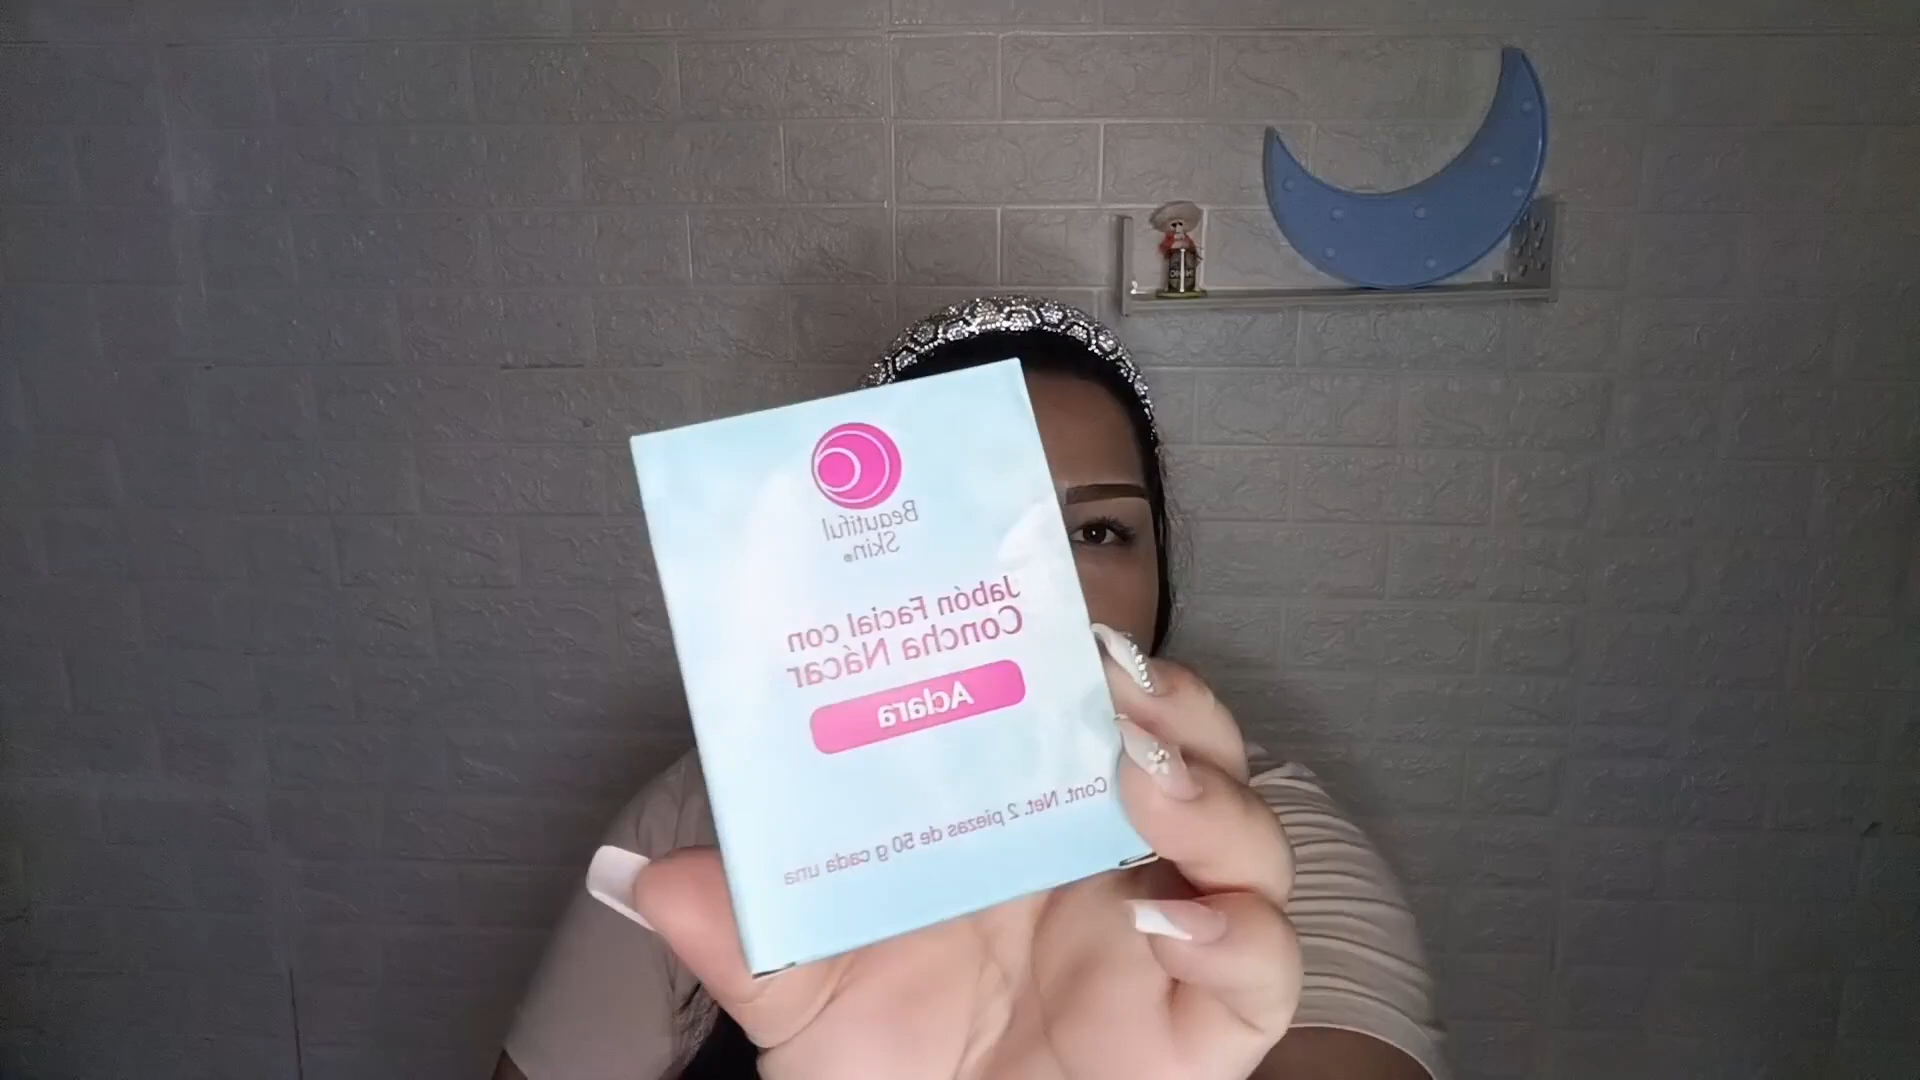 Beautiful
Skin®
Jabón Facial con
Concha Nácar
Aclara
Cont. Net. 2 piezas de 50 g cada una